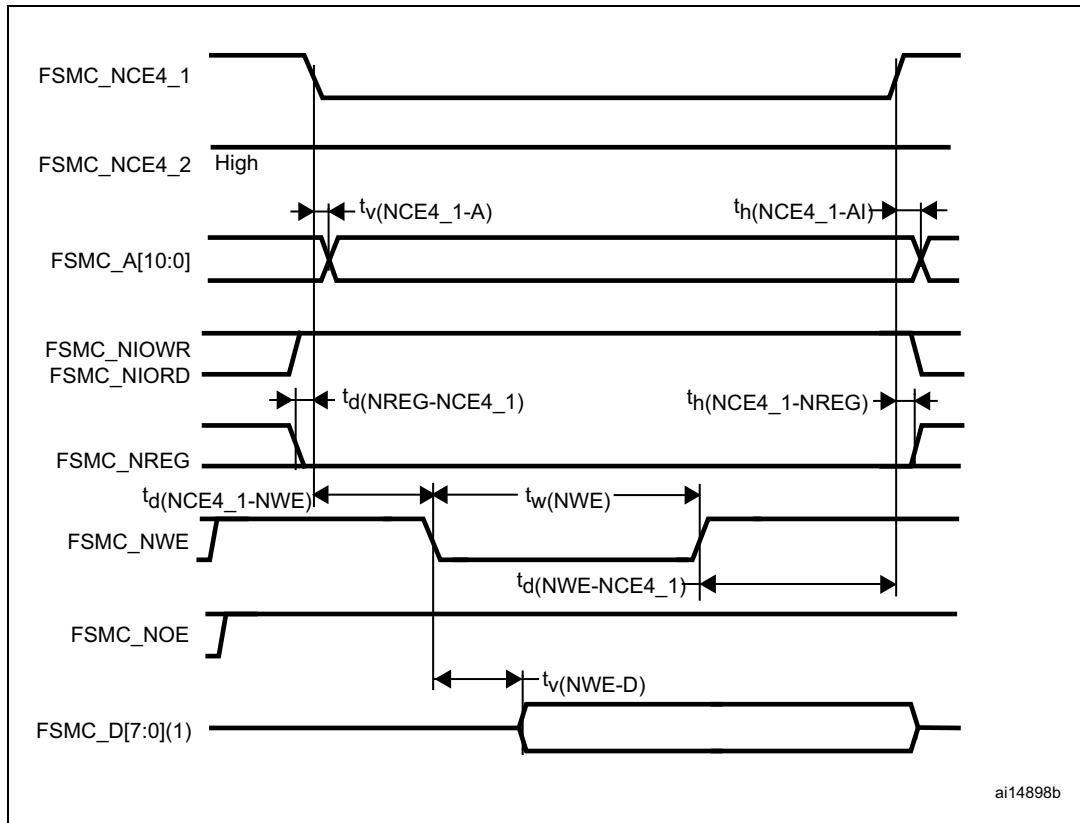 FSMC_NCE4_1
FSMC_NCE4_2 High
tv(NCE4_1-A)
th(NCE4_1-AI)
FSMC_A[10:0]
FSMC_NIOWR
FSMC_NIORD
td(NREG-NCE4_1)
th(NCE4_1-NREG)
FSMC_NREG
td(NCE4_1-NWE)
tw(NWE)
FSMC_NWE
td(NWE-NCE4_1)
FSMC_NOE
tv(NWE-D)
FSMC_D[7:0](1)
ai14898b